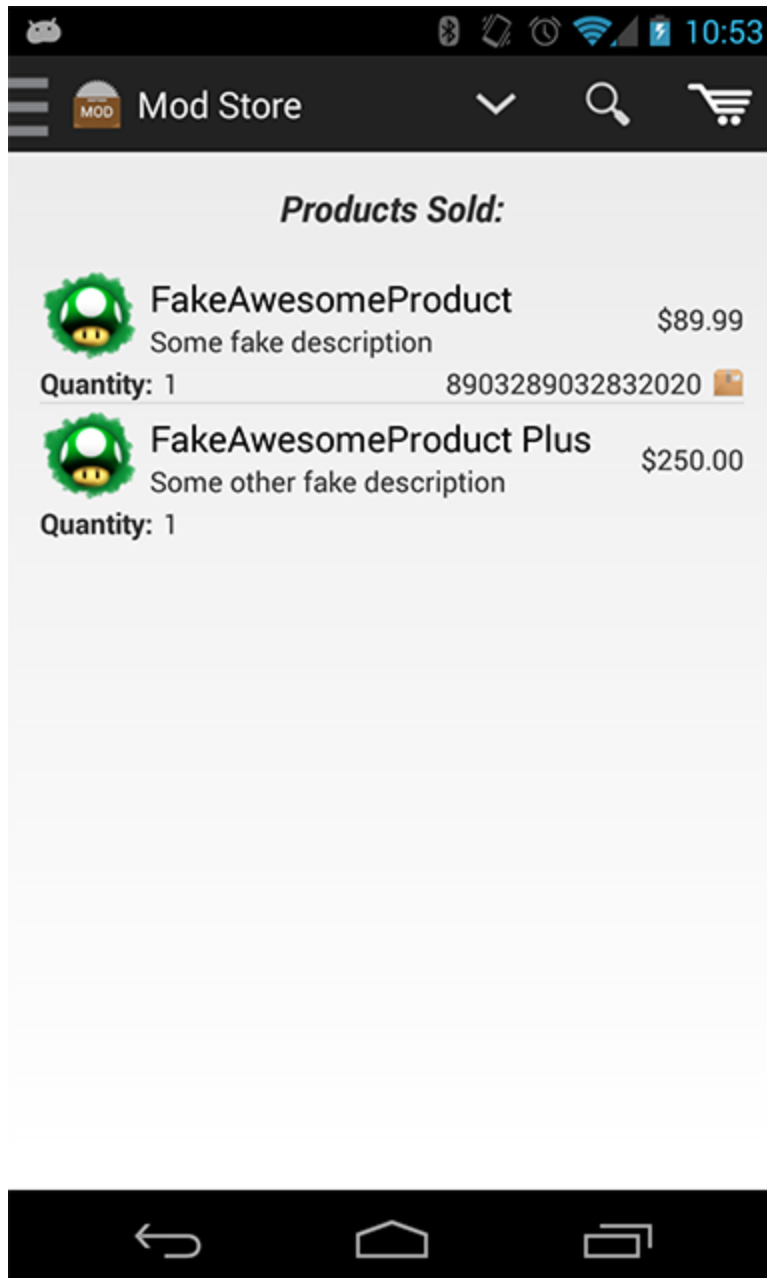 10:53
MOD Mod Store
Products Sold:
FakeAwesomeProduct
$89.99
Some fake description
Quantity: 1 8903289032832020
FakeAwesomeProduct Plus
$250.00
Some other fake description
Quantity: 1